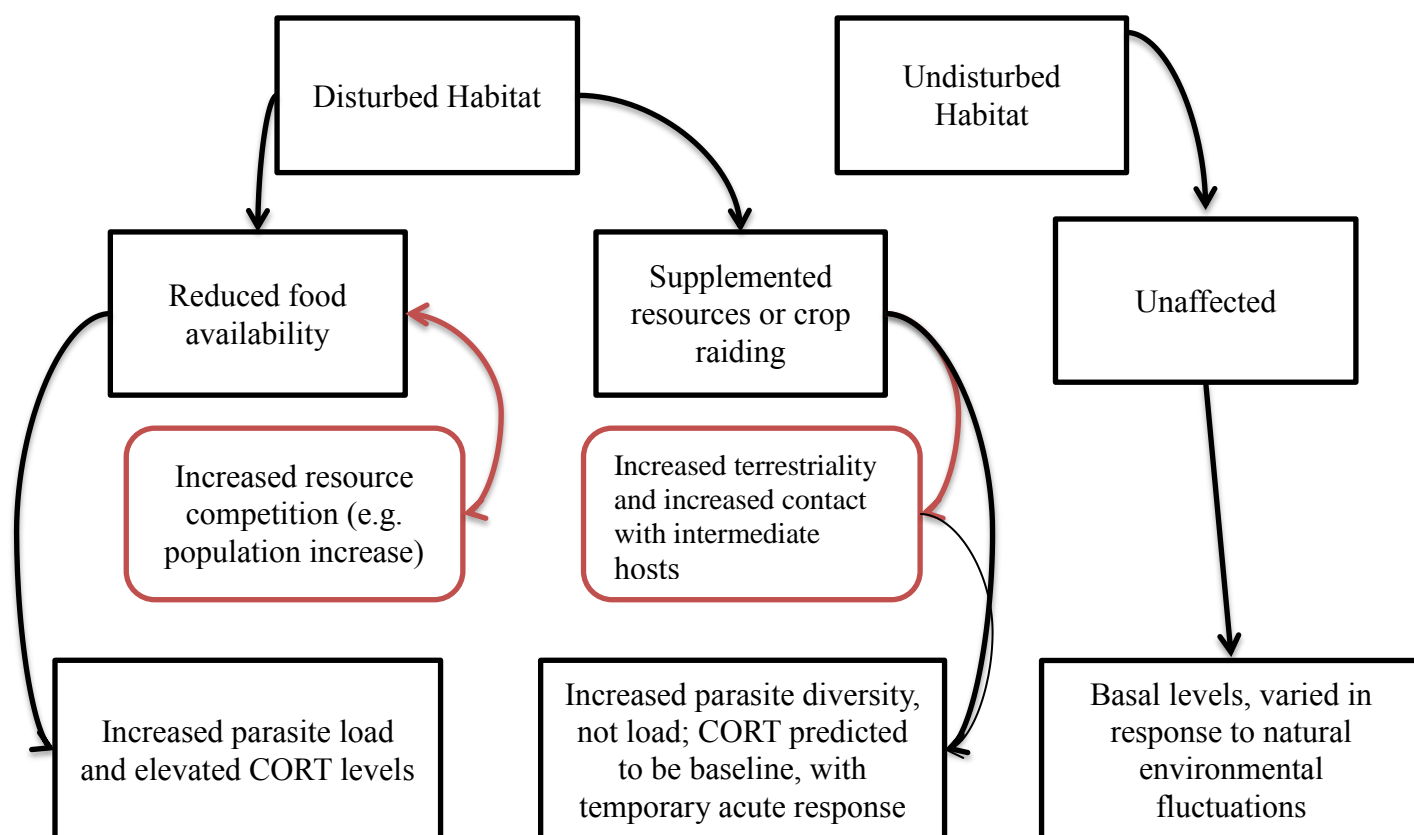 Disturbed Habitat
Undisturbed
Habitat
Reduced food
availability
Supplemented
resources or crop
raiding
Unaffected
Increased resource
competition (e.g.
population increase)
Increased terrestriality
and increased contact
with intermediate
hosts
Increased parasite load
and elevated CORT levels
Increased parasite diversity,
not load; CORT predicted
to be baseline, with
temporary acute response
Basal levels, varied in
response to natural
environmental
fluctuations